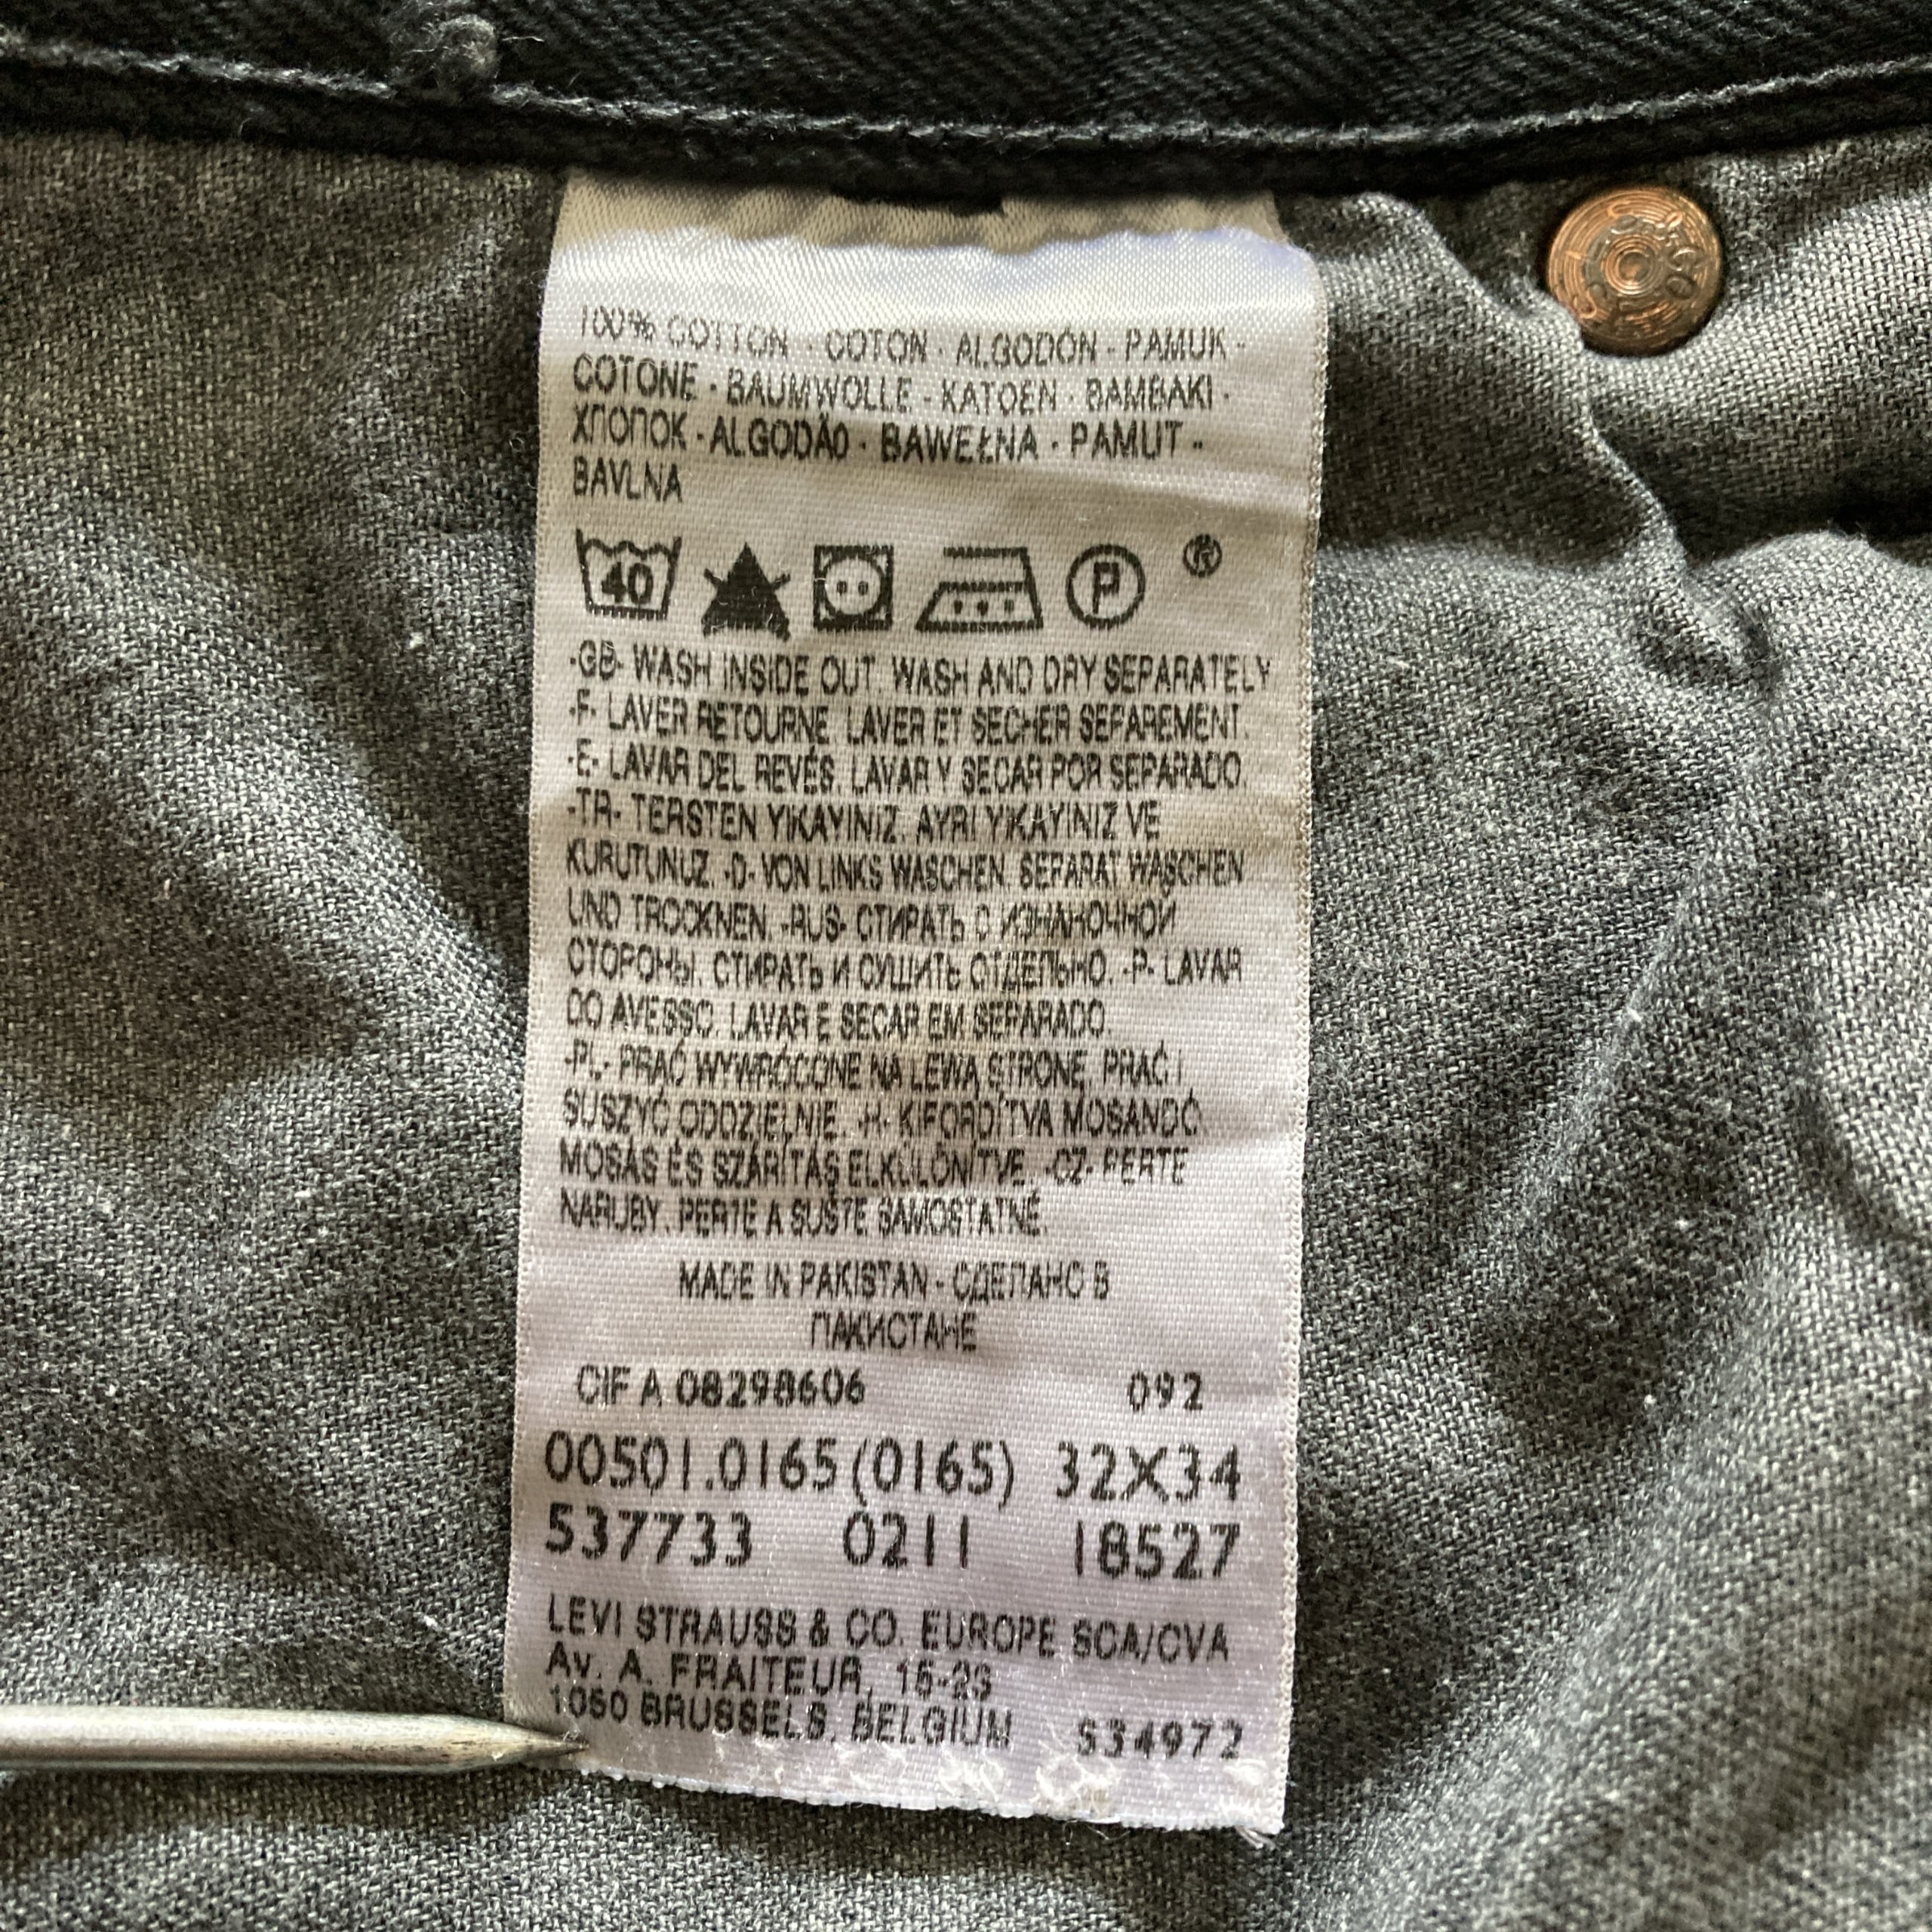 100% COTTON · COTON · ALGODÓN · PAMUK ·
COTONE · BAUMWOLLE · KATOEN · BAMBAKI ·
ХЛОПОК · ALGODÃO · BAWEŁNA · PAMUT ·
BAVLNA
40 P ®
-GB- WASH INSIDE OUT. WASH AND DRY SEPARATELY
-F- LAVER RETOURNE. LAVER ET SECHER SEPAREMENT.
-E- LAVAR DEL REVÉS. LAVAR Y SECAR POR SEPARADO.
-TR- TERSTEN YIKAYINIZ. AYRI YIKAYINIZ VE
KURUTUNUZ. -D- VON LINKS WASCHEN. SEPARAT WASCHEN
UND TROCKNEN. -RUS- СТИРАТЬ С ИЗНАНОЧНОЙ
СТОРОНЫ. СТИРАТЬ И СУШИТЬ ОТДЕЛЬНО. -P- LAVAR
DO AVESSO. LAVAR E SECAR EM SEPARADO.
-PL- PRAĆ WYWRÓCONE NA LEWĄ STRONĘ. PRAĆ I
SUSZYĆ ODDZIELNIE. -H- KIFORDÍTVA MOSANDÓ
MOSÁS ÉS SZÁRÍTÁS ELKÜLÖNÍTVE. -CZ- PERTE
NARUBY. PERTE A SUŠTE SAMOSTATNÉ.
MADE IN PAKISTAN - СДЕЛАНО В
ПАКИСТАНЕ
CIF A 08298606 092
00501.0165(0165) 32X34
537733 0211 18527
LEVI STRAUSS & CO. EUROPE SCA/CVA
AV. A. FRAITEUR, 15-23
1050 BRUSSELS, BELGIUM S34972